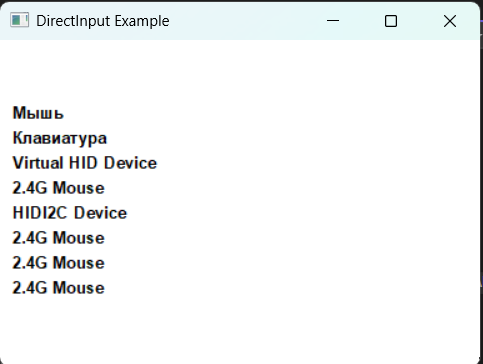 DirectInput Example
Мышь
Клавиатура
Virtual HID Device
2.4G Mouse
HIDI2C Device
2.4G Mouse
2.4G Mouse
2.4G Mouse